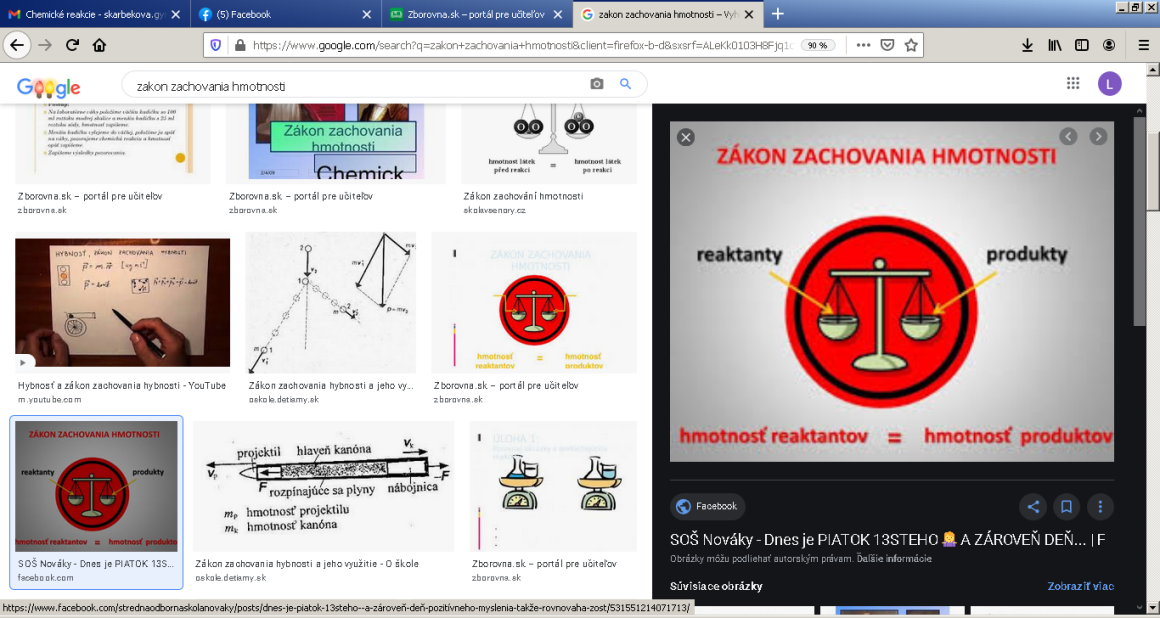 Chemické reakcie - skarbekova.gy
(5) Facebook
Zborovna.sk – portál pre učiteľov
zakon zachovania hmotnosti – Vyh
https://www.google.com/search?q=zakon+zachovania+hmotnosti&client=firefox-b-d&sxsrf=ALeKk0103H8Fjq1c
90 %
Google
zakon zachovania hmotnosti
L
Zákon zachovania
hmotnosti
Chemick
hmotnost látek
před reakcí
=
hmotnost látek
po reakci
Zborovna.sk – portál pre učiteľov
zborovna.sk
Zborovna.sk – portál pre učiteľov
zborovna.sk
Zákon zachování hmotnosti
HYBNOSŤ, ZÁKON ZACHOVANIA HYBNOSTI
ZÁKON ZACHOVANIA
HMOTNOSTI
hmotnosť
reaktantov
=
hmotnosť
produktov
Hybnosť a zákon zachovania hybnosti - YouTube
m.youtube.com
Zákon zachovania hybnosti a jeho vy...
oskole.detiamy.sk
Zborovna.sk – portál pre učiteľov
zborovna.sk
ZÁKON ZACHOVANIA HMOTNOSTI
reaktanty
produkty
hmotnosť reaktantov = hmotnosť produktov
projektil hlaveň kanóna
rozpínajúce sa plyny
nábojnica
F
–F
mp hmotnosť projektilu
mk hmotnosť kanóna
ÚLOHA 1:
SOŠ Nováky - Dnes je PIATOK 13S...
facebook.com
Zákon zachovania hybnosti a jeho využitie - O škole
oskole.detiamy.sk
Zborovna.sk – portál pre učiteľov
zborovna.sk
ZÁKON ZACHOVANIA HMOTNOSTI
reaktanty
produkty
hmotnosť reaktantov = hmotnosť produktov
Facebook
SOŠ Nováky - Dnes je PIATOK 13STEHO 🤷 A ZÁROVEŇ DEŇ... | F
Obrázky môžu podliehať autorským právam. Ďalšie informácie
Súvisiace obrázky
Zobraziť viac
https://www.facebook.com/strednaodbornaskolanovaky/posts/dnes-je-piatok-13steho--a-zároveň-deň-pozitívneho-myslenia-takže-rovnovaha-zost/531551214071713/